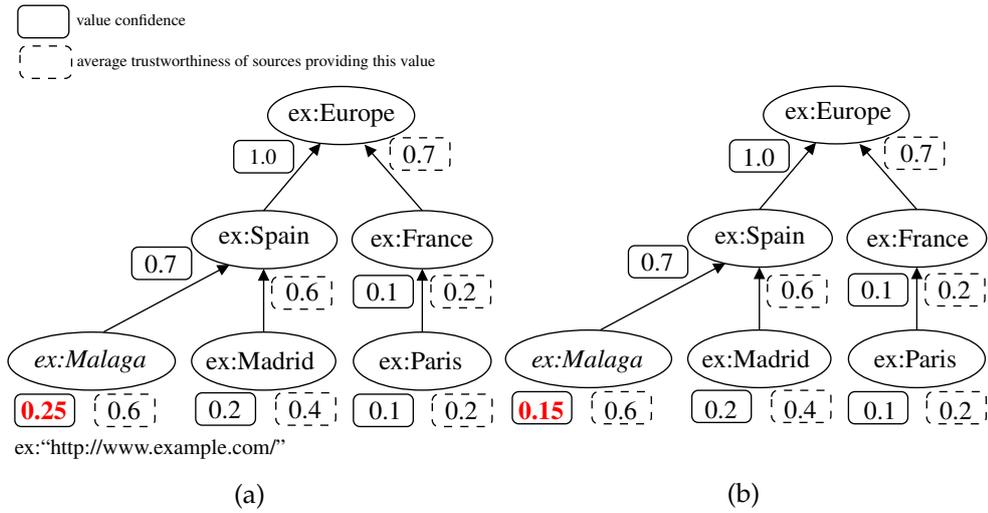 value confidence
average trustworthiness of sources providing this value
ex:Europe
1.0
0.7
ex:Spain
ex:France
0.7
0.6
0.1
0.2
ex:Malaga
ex:Madrid
ex:Paris
0.25
0.6
0.2
0.4
0.1
0.2
ex:“http://www.example.com/”
(a)
ex:Europe
1.0
0.7
ex:Spain
ex:France
0.7
0.6
0.1
0.2
ex:Malaga
ex:Madrid
ex:Paris
0.15
0.6
0.2
0.4
0.1
0.2
(b)